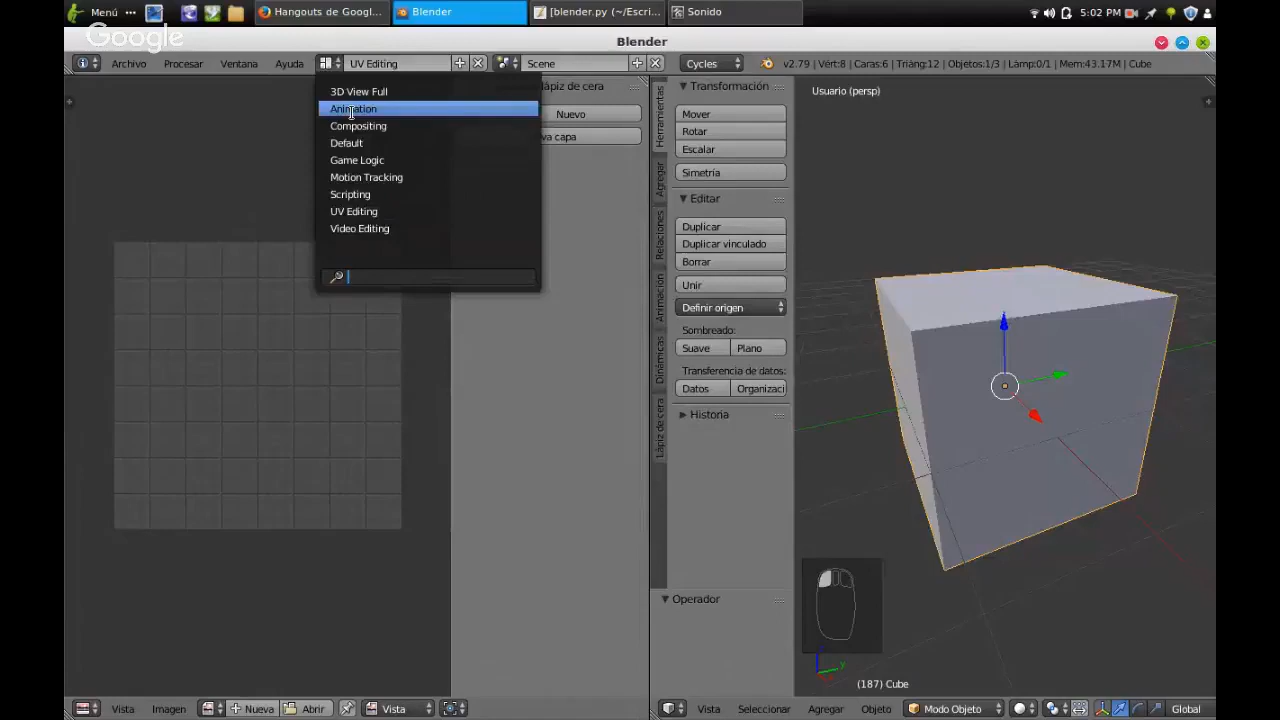 Menú
Hangouts de Googl...
Blender
[blender.py (~/Escri...
Sonido
5:02 PM
Google
Blender
Archivo
Procesar
Ventana
Ayuda
UV Editing
Scene
Cycles
v2.79 | Vért:8 | Caras:6 | Triáng:12 | Objetos:1/3 | Lámp:0/1 | Mem:43.17M | Cube
3D View Full
Animation
Compositing
Default
Game Logic
Motion Tracking
Scripting
UV Editing
Video Editing
lápiz de cera
Nuevo
va capa
Herramientas
Agregar
Relaciones
Animación
Dinámicas
Lápiz de cera
Transformación
Mover
Rotar
Escalar
Simetría
Editar
Duplicar
Duplicar vinculado
Borrar
Unir
Definir origen
Sombreado:
Suave
Plano
Transferencia de datos:
Datos
Organizaci
Historia
Operador
Usuario (persp)
y
(187) Cube
Vista
Imagen
Nueva
Abrir
Vista
Vista
Seleccionar
Agregar
Objeto
Modo Objeto
Global